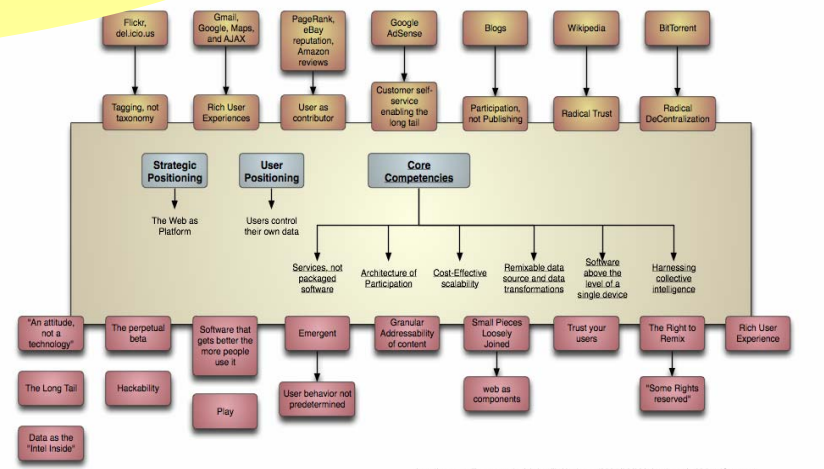 Flickr,
del.icio.us
Gmail,
Google, Maps,
and AJAX
PageRank,
eBay
reputation,
Amazon
reviews
Google
AdSense
Blogs
Wikipedia
BitTorrent
Tagging, not
taxonomy
Rich User
Experiences
User as
contributor
Customer self-
service
enabling the
long tail
Participation,
not Publishing
Radical Trust
Radical
DeCentralization
Strategic
Positioning
User
Positioning
Core
Competencies
The Web as
Platform
Users control
their own data
Services, not
packaged
software
Architecture of
Participation
Cost-Effective
scalability
Remixable data
source and data
transformations
Software
above the
level of a
single device
Harnessing
collective
intelligence
"An attitude,
not a
technology"
The perpetual
beta
Software that
gets better the
more people
use it
Emergent
Granular
Addressability
of content
Small Pieces
Loosely
Joined
Trust your
users
The Right to
Remix
Rich User
Experience
The Long Tail
Hackability
Play
User behavior not
predetermined
web as
components
"Some Rights
reserved"
Data as the
"Intel Inside"